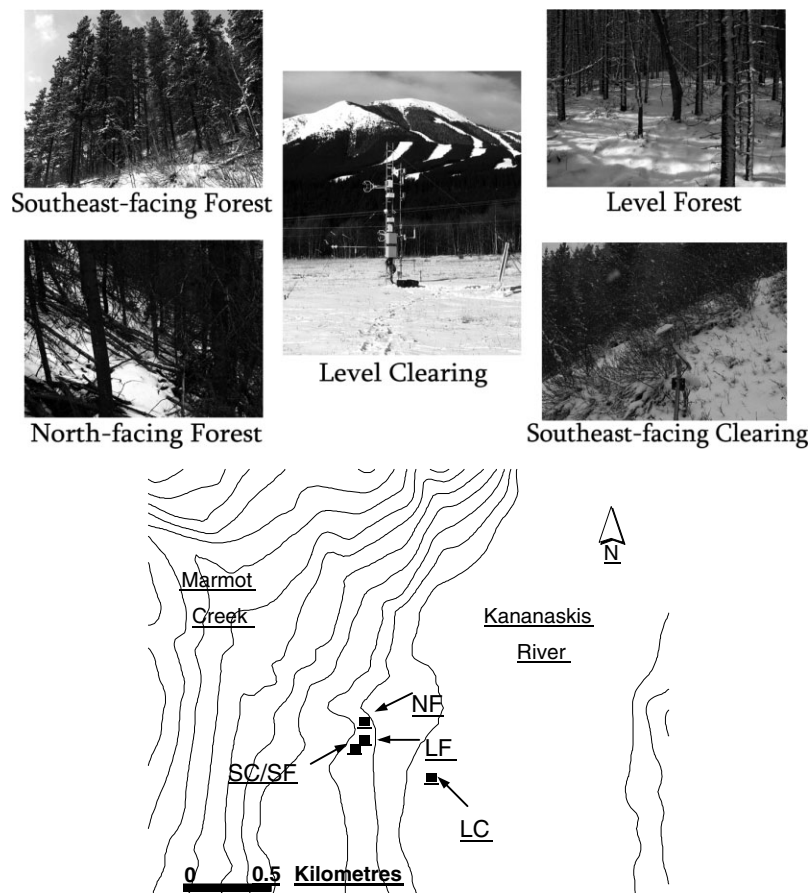 Southeast-facing Forest
Level Forest
Level Clearing
North-facing Forest
Southeast-facing Clearing
N
Marmot
Creek
Kananaskis
River
NF
LF
SC/SF
LC
0 0.5 Kilometres